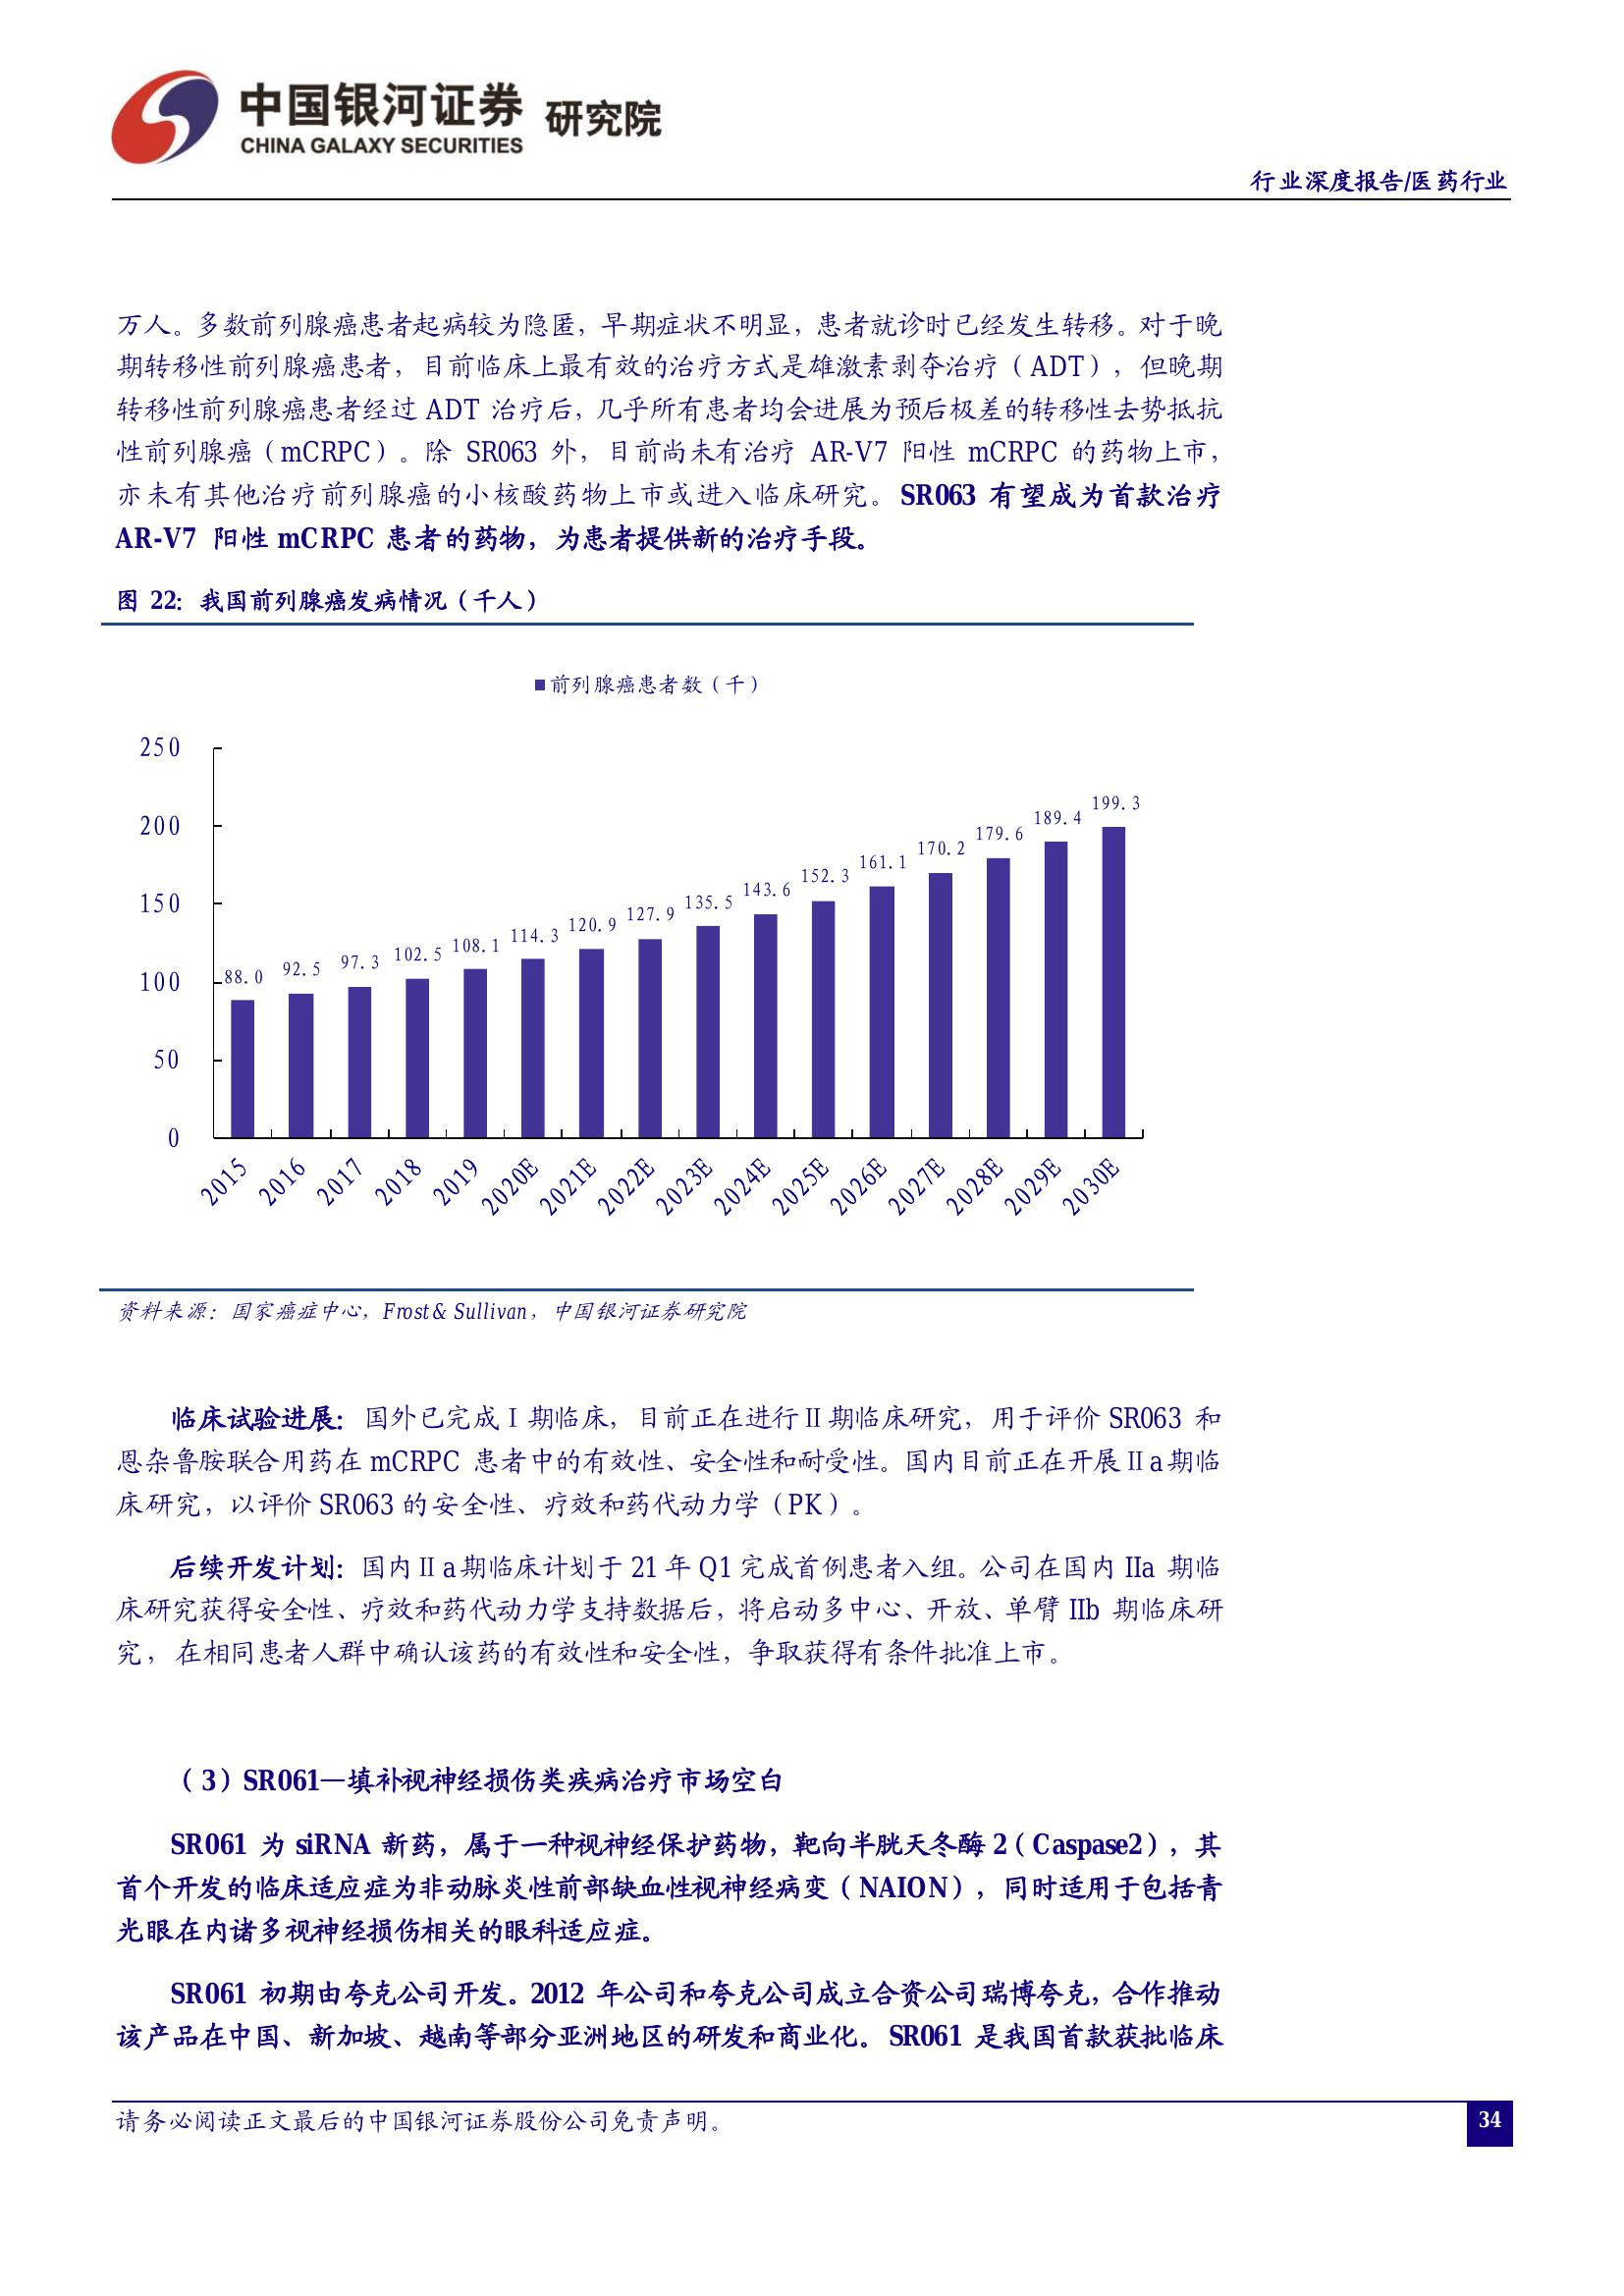 中国银河证券 研究院
CHINA GALAXY SECURITIES
行业深度报告/医药行业
万人。多数前列腺癌患者起病较为隐匿，早期症状不明显，患者就诊时已经发生转移。对于晚
期转移性前列腺癌患者，目前临床上最有效的治疗方式是雄激素剥夺治疗（ADT），但晚期
转移性前列腺癌患者经过 ADT 治疗后，几乎所有患者均会进展为预后极差的转移性去势抵抗
性前列腺癌（mCRPC）。除 SR063 外，目前尚未有治疗 AR-V7 阳性 mCRPC 的药物上市，
亦未有其他治疗前列腺癌的小核酸药物上市或进入临床研究。SR063 有望成为首款治疗
AR-V7 阳性 mCRPC 患者的药物，为患者提供新的治疗手段。
图 22：我国前列腺癌发病情况（千人）
前列腺癌患者数（千）
250
200
150
100
50
0
88.0 92.5 97.3 102.5 108.1 114.3 120.9 127.9 135.5 143.6 152.3 161.1 170.2 179.6 189.4 199.3
2015 2016 2017 2018 2019 2020E 2021E 2022E 2023E 2024E 2025E 2026E 2027E 2028E 2029E 2030E
资料来源：国家癌症中心，Frost& Sullivan，中国银河证券研究院
临床试验进展：国外已完成Ⅰ期临床，目前正在进行Ⅱ期临床研究，用于评价 SR063 和
恩杂鲁胺联合用药在 mCRPC 患者中的有效性、安全性和耐受性。国内目前正在开展Ⅱa期临
床研究，以评价 SR063 的安全性、疗效和药代动力学（PK）。
后续开发计划：国内Ⅱa期临床计划于 21 年 Q1 完成首例患者入组。公司在国内 IIa 期临
床研究获得安全性、疗效和药代动力学支持数据后，将启动多中心、开放、单臂 IIb 期临床研
究，在相同患者人群中确认该药的有效性和安全性，争取获得有条件批准上市。
（3）SR061—填补视神经损伤类疾病治疗市场空白
SR061 为 siRNA 新药，属于一种视神经保护药物，靶向半胱天冬酶 2（Caspase2），其
首个开发的临床适应症为非动脉炎性前部缺血性视神经病变（NAION），同时适用于包括青
光眼在内诸多视神经损伤相关的眼科适应症。
SR061 初期由夸克公司开发。2012 年公司和夸克公司成立合资公司瑞博夸克，合作推动
该产品在中国、新加坡、越南等部分亚洲地区的研发和商业化。SR061 是我国首款获批临床
请务必阅读正文最后的中国银河证券股份公司免责声明。
34